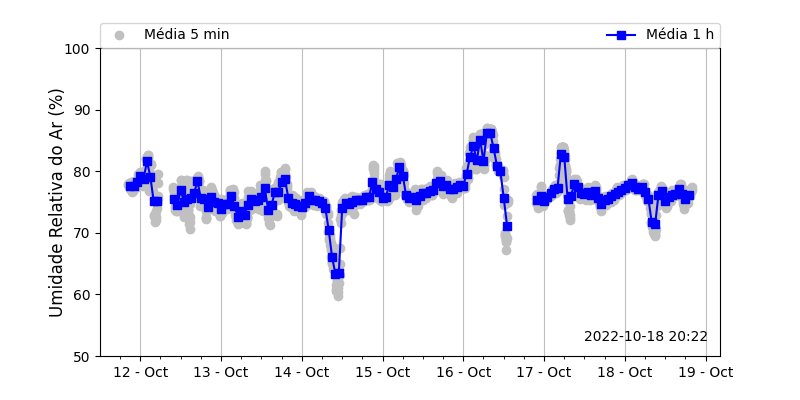 Média 5 min
Média 1 h
Umidade Relativa do Ar (%)
100
90
80
70
60
50
2022-10-18 20:22
12 - Oct
13 - Oct
14 - Oct
15 - Oct
16 - Oct
17 - Oct
18 - Oct
19 - Oct